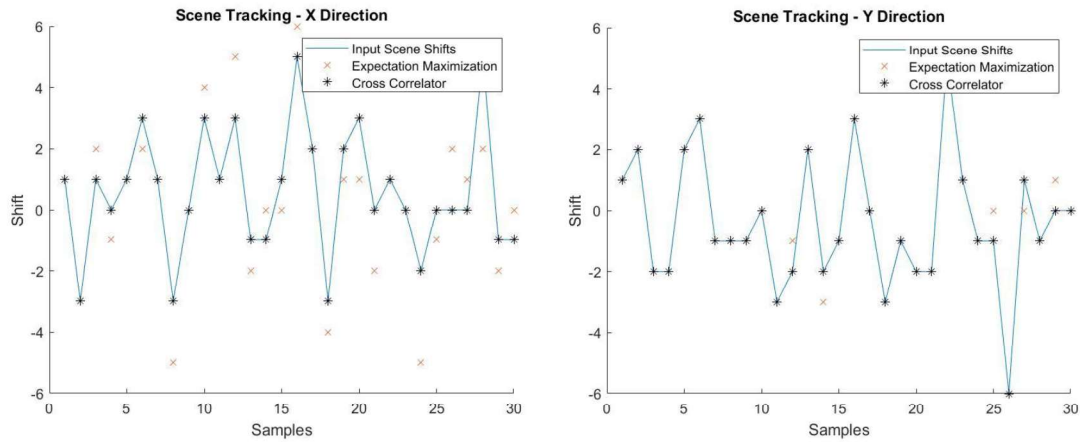 Scene Tracking - X Direction
6
4
2
0
-2
-4
-6
Shift
0 5 10 15 20 25 30
Samples
Input Scene Shifts
Expectation Maximization
Cross Correlator
Scene Tracking - Y Direction
6
4
2
0
-2
-4
-6
Shift
0 5 10 15 20 25 30
Samples
Input Scene Shifts
Expectation Maximization
Cross Correlator